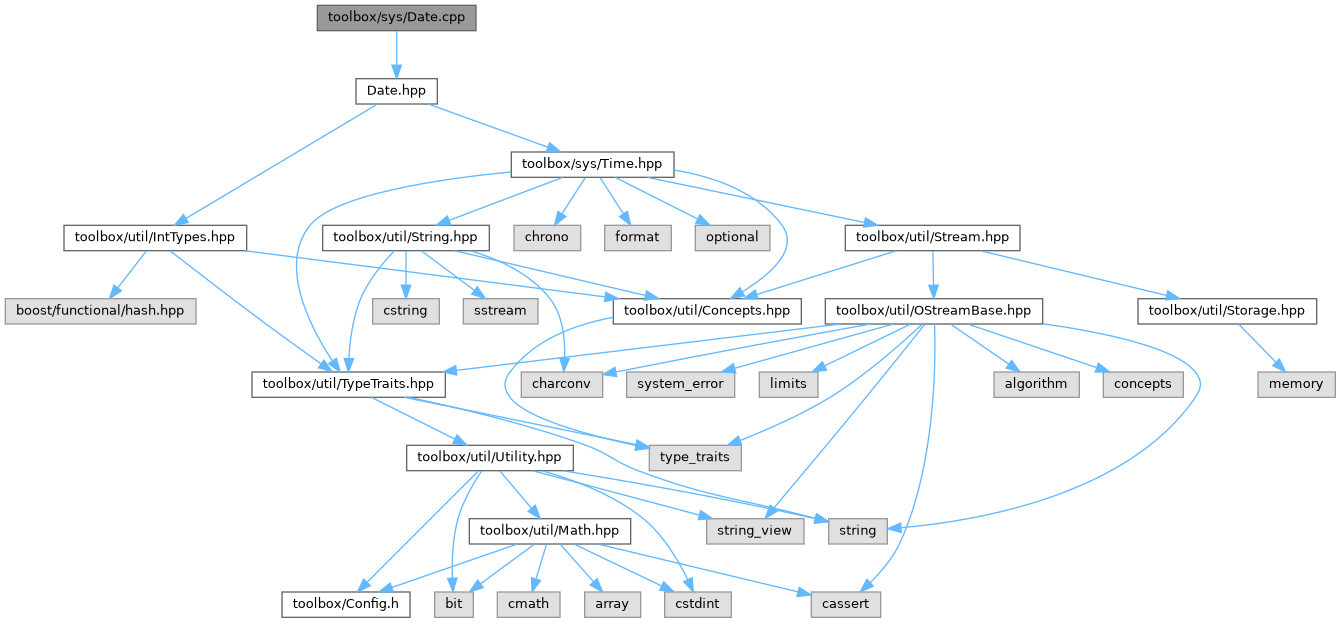 toolbox/sys/Date.cpp
Date.hpp
toolbox/sys/Time.hpp
toolbox/util/IntTypes.hpp
toolbox/util/String.hpp
chrono
format
optional
toolbox/util/Stream.hpp
boost/functional/hash.hpp
cstring
sstream
toolbox/util/Concepts.hpp
toolbox/util/OStreamBase.hpp
toolbox/util/Storage.hpp
toolbox/util/TypeTraits.hpp
charconv
system_error
limits
algorithm
concepts
memory
toolbox/util/Utility.hpp
type_traits
toolbox/util/Math.hpp
string_view
string
toolbox/Config.h
bit
cmath
array
cstdint
cassert